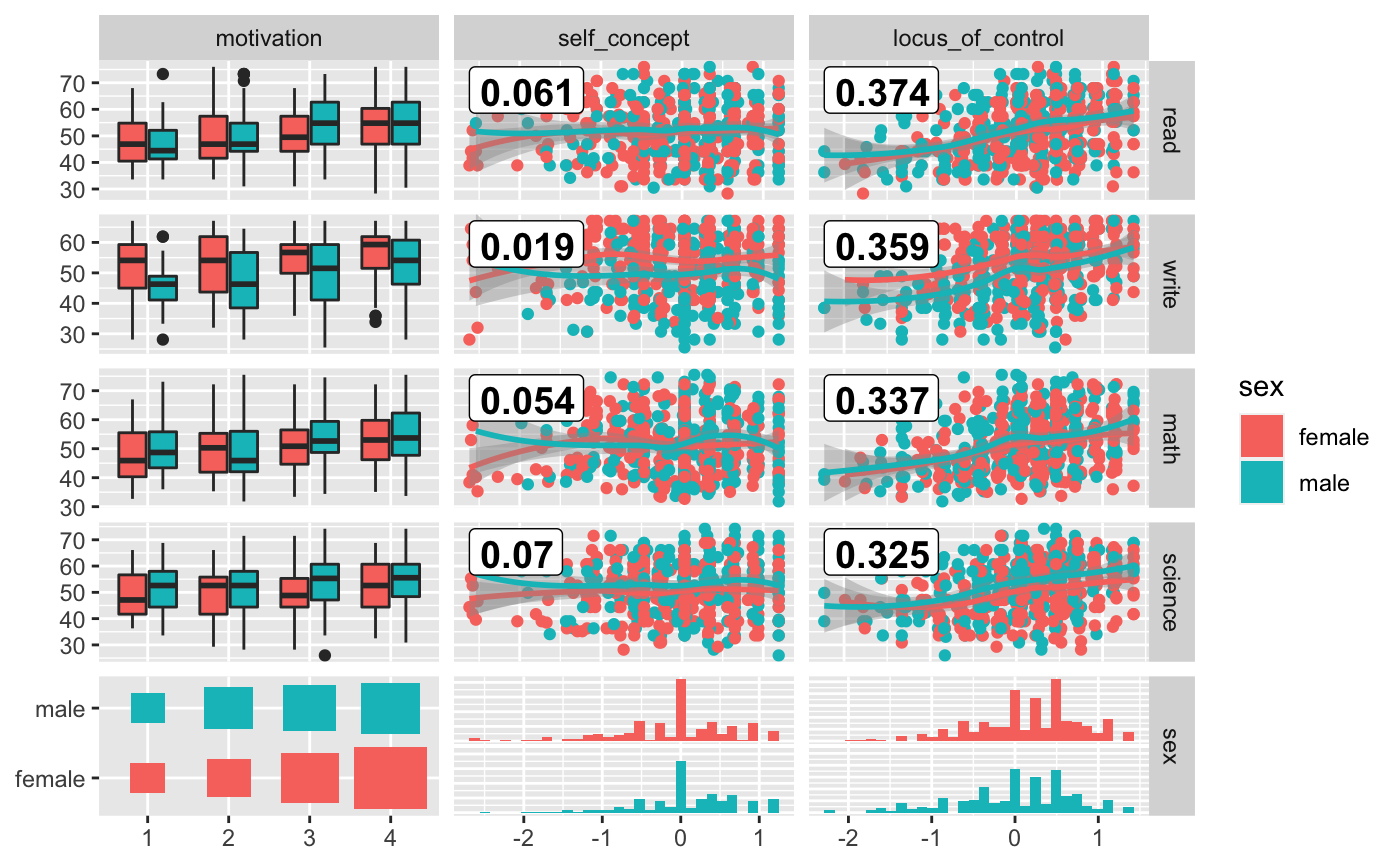 motivation self_concept locus_of_control
70
60
50
40
30
0.061 0.374
read
60
50
40
30
0.019 0.359
write
70
60
50
40
30
0.054 0.337
math
70
60
50
40
30
0.07 0.325
science
male
female
sex
1 2 3 4 -2 -1 0 1 -2 -1 0 1
sex
female
male